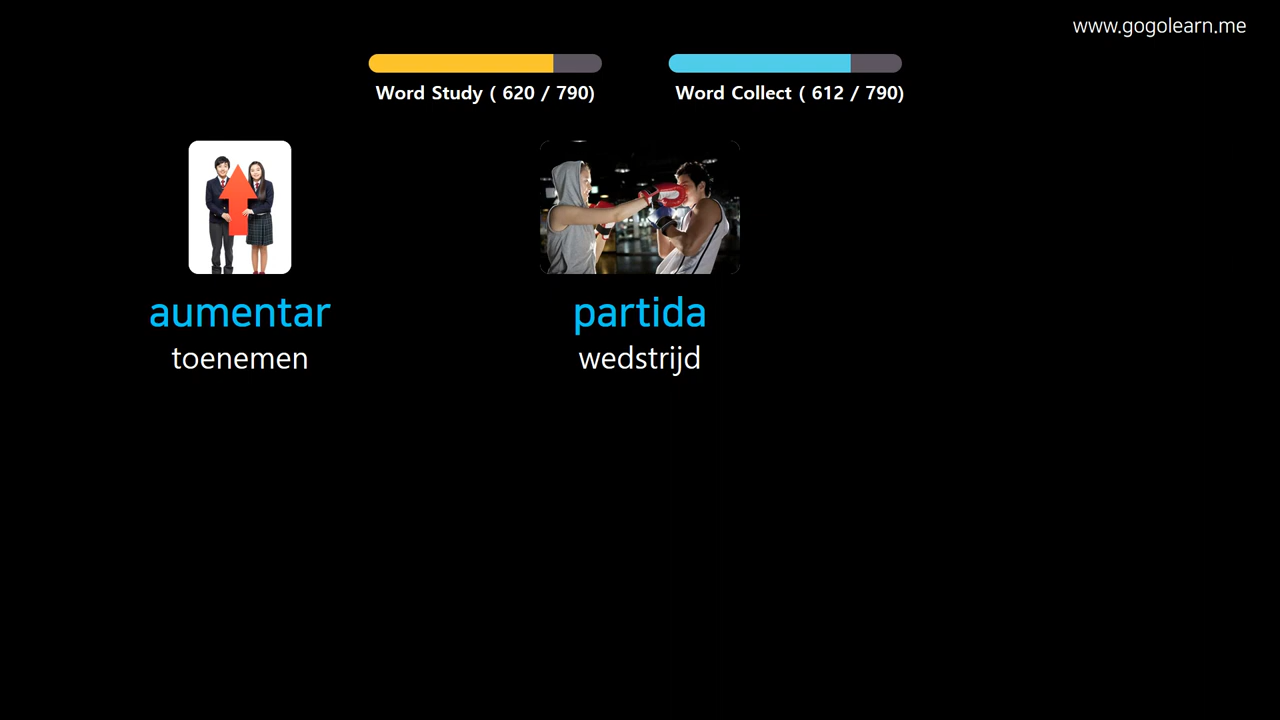 www.gogolearn.me
Word Study ( 620 / 790)
Word Collect ( 612 / 790)
aumentar
toenemen
partida
wedstrijd